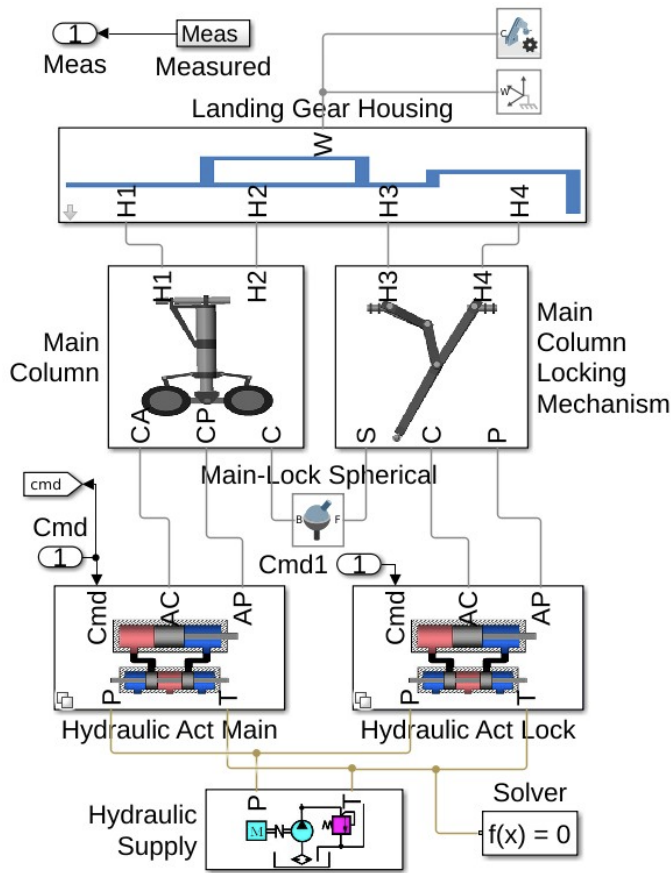 1
Meas
Meas
Measured
C
W
Landing Gear Housing
W
H1
H2
H3
H4
H1
H2
H3
H4
Main
Column
Main
Column
Locking
Mechanism
CA
CP
C
S
C
P
Main-Lock Spherical
cmd
B
F
Cmd
1
Cmd1
1
Cmd
AC
AP
Cmd
AC
AP
P
T
P
T
Hydraulic Act Main
Hydraulic Act Lock
P
T
M
N
Hydraulic
Supply
Solver
f(x) = 0